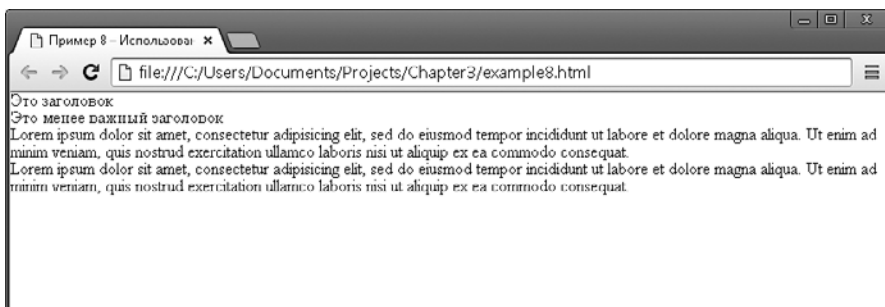 Пример 8 – Использоваı
file:///C:/Users/Documents/Projects/Chapter3/example8.html
Это заголовок
Это менее важный заголовок
Lorem ipsum dolor sit amet, consectetur adipisicing elit, sed do eiusmod tempor incididunt ut labore et dolore magna aliqua. Ut enim ad
minim veniam, quis nostrud exercitation ullamco laboris nisi ut aliquip ex ea commodo consequat.
Lorem ipsum dolor sit amet, consectetur adipisicing elit, sed do eiusmod tempor incididunt ut labore et dolore magna aliqua. Ut enim ad
minim veniam, quis nostrud exercitation ullamco laboris nisi ut aliquip ex ea commodo consequat.